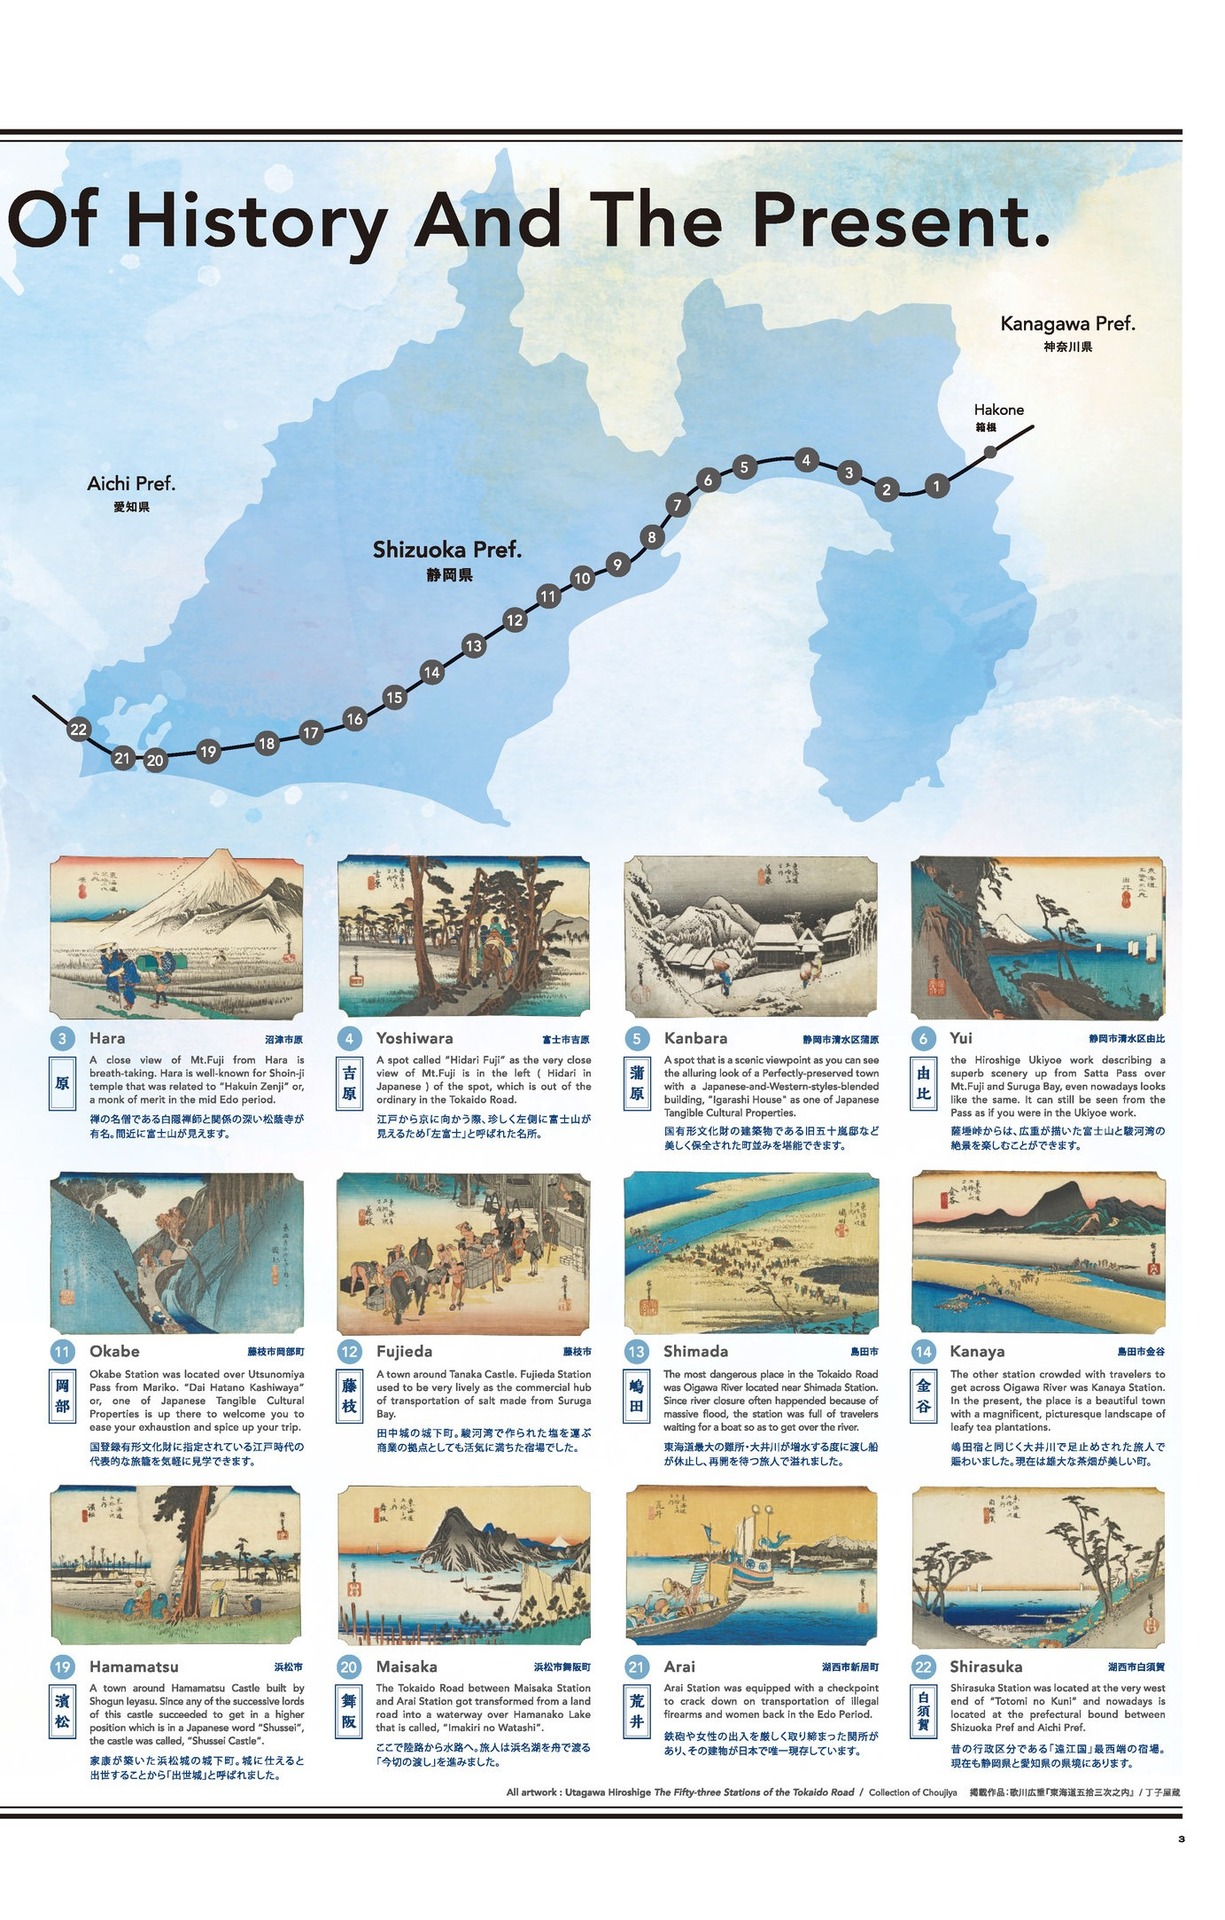 Of History And The Present.
Kanagawa Pref.
神奈川県
Hakone
箱根
Aichi Pref.
愛知県
Shizuoka Pref.
静岡県
1
2
3
4
5
6
7
8
9
10
11
12
13
14
15
16
17
18
19
20
21
22
3 Hara 沼津市原
原
A close view of Mt.Fuji from Hara is
breath-taking. Hara is well-known for Shoin-ji
temple that was related to “Hakuin Zenji” or,
a monk of merit in the mid Edo period.
禅の名僧である白隠禅師と関係の深い松蔭寺が
有名。間近に富士山が見えます。
4 Yoshiwara 富士市吉原
吉原
A spot called “Hidari Fuji” as the very close
view of Mt.Fuji is in the left ( Hidari in
Japanese ) of the spot, which is out of the
ordinary in the Tokaido Road.
江戸から京に向かう際、珍しく左側に富士山が
見えるため「左富士」と呼ばれた名所。
5 Kanbara 静岡市清水区蒲原
蒲原
A spot that is a scenic viewpoint as you can see
the alluring look of a Perfectly-preserved town
with a Japanese-and-Western-styles-blended
building, “Igarashi House” as one of Japanese
Tangible Cultural Properties.
国有形文化財の建築物である旧五十嵐邸など
美しく保全された町並みを堪能できます。
6 Yui 静岡市清水区由比
由比
the Hiroshige Ukiyoe work describing a
superb scenery up from Satta Pass over
Mt.Fuji and Suruga Bay, even nowadays looks
like the same. It can still be seen from the
Pass as if you were in the Ukiyoe work.
薩埵峠からは、広重が描いた富士山と駿河湾の
絶景を楽しむことができます。
11 Okabe 藤枝市岡部町
岡部
Okabe Station was located over Utsunomiya
Pass from Mariko. “Dai Hatano Kashiwaya”
or, one of Japanese Tangible Cultural
Properties is up there to welcome you to
ease your exhaustion and spice up your trip.
国登録有形文化財に指定されている江戸時代の
代表的な旅籠を気軽に見学できます。
12 Fujieda 藤枝市
藤枝
A town around Tanaka Castle. Fujieda Station
used to be very lively as the commercial hub
of transportation of salt made from Suruga
Bay.
田中城の城下町。駿河湾で作られた塩を運ぶ
商業の拠点としても活気に満ちた宿場でした。
13 Shimada 島田市
嶋田
The most dangerous place in the Tokaido Road
was Oigawa River located near Shimada Station.
Since river closure often happended because of
massive flood, the station was full of travelers
waiting for a boat so as to get over the river.
東海道最大の難所・大井川が増水する度に渡し船
が休止し、再開を待つ旅人で溢れました。
14 Kanaya 島田市金谷
金谷
The other station crowded with travelers to
get across Oigawa River was Kanaya Station.
In the present, the place is a beautiful town
with a magnificent, picturesque landscape of
leafy tea plantations.
嶋田宿と同じく大井川で足止めされた旅人で
賑わいました。現在は雄大な茶畑が美しい町。
19 Hamamatsu 浜松市
濱松
A town around Hamamatsu Castle built by
Shogun Ieyasu. Since any of the successive lords
of this castle succeeded to get in a higher
position which is in a Japanese word “Shussei”,
the castle was called, “Shussei Castle”.
家康が築いた浜松城の城下町。城に仕えると
出世することから「出世城」と呼ばれました。
20 Maisaka 浜松市舞阪町
舞阪
The Tokaido Road between Maisaka Station
and Arai Station got transformed from a land
road into a waterway over Hamanako Lake
that is called, “Imakiri no Watashi”.
ここで陸路から水路へ。旅人は浜名湖を舟で渡る
「今切の渡し」を進みました。
21 Arai 湖西市新居町
荒井
Arai Station was equipped with a checkpoint
to crack down on transportation of illegal
firearms and women back in the Edo Period.
鉄砲や女性の出入を厳しく取り締まった関所が
あり、その建物が日本で唯一現存しています。
22 Shirasuka 湖西市白須賀
白須賀
Shirasuka Station was located at the very west
end of “Totomi no Kuni” and nowadays is
located at the prefectural bound between
Shizuoka Pref and Aichi Pref.
昔の行政区分である「遠江国」最西端の宿場。
現在も静岡県と愛知県の県境にあります。
All artwork : Utagawa Hiroshige The Fifty-three Stations of the Tokaido Road / Collection of Choujiya 掲載作品：歌川広重『東海道五拾三次之内』 / 丁子屋蔵
3